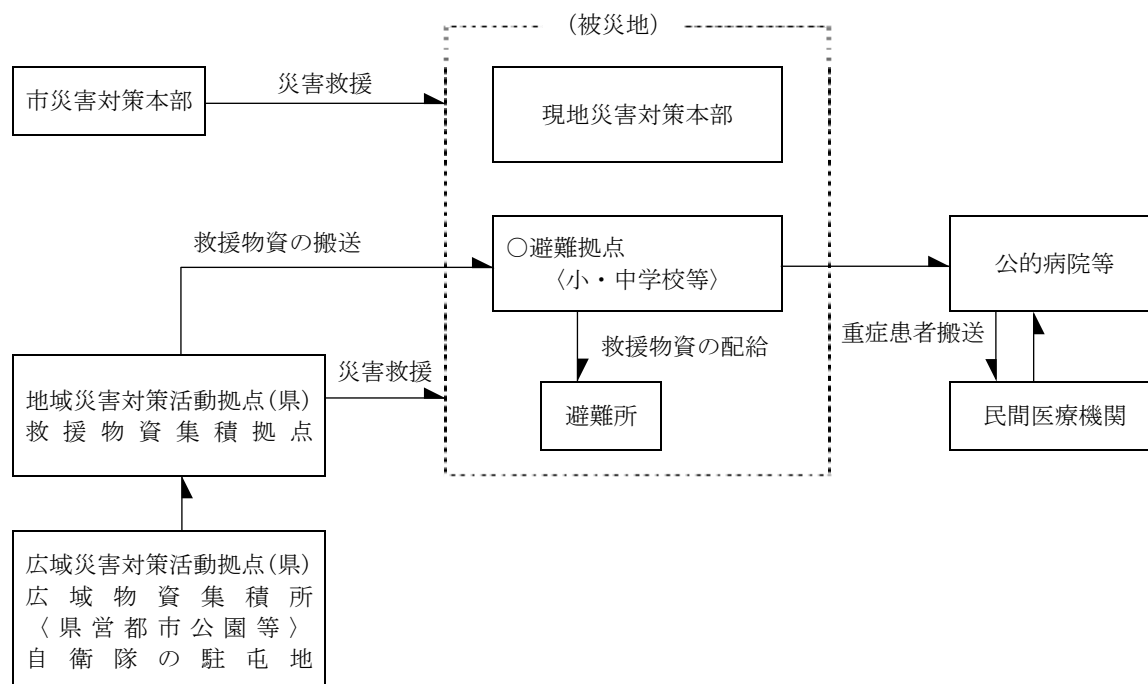 （被災地）
市災害対策本部
災害救援
現地災害対策本部
救援物資の搬送
○避難拠点
〈小・中学校等〉
公的病院等
救援物資の配給
重症患者搬送
災害救援
地域災害対策活動拠点(県)
救援物資集積拠点
避難所
民間医療機関
広域災害対策活動拠点(県)
広域物資集積所
〈県営都市公園等〉
自衛隊の駐屯地